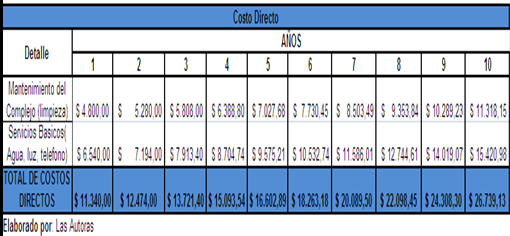 Costo Directo
Detalle
AÑOS
1 2 3 4 5 6 7 8 9 10
Mantenimiento del
Complejo (limpieza) $ 4.800,00 $ 5.280,00 $ 5.808,00 $ 6.388,80 $ 7.027,68 $ 7.730,45 $ 8.503,49 $ 9.353,84 $ 10.289,23 $ 11.318,15
Servicios Basicos(
Agua, luz, telefono) $ 6.540,00 $ 7.194,00 $ 7.913,40 $ 8.704,74 $ 9.575,21 $ 10.532,74 $ 11.586,01 $ 12.744,61 $ 14.019,07 $ 15.420,98
TOTAL DE COSTOS
DIRECTOS $ 11.340,00 $ 12.474,00 $ 13.721,40 $ 15.093,54 $ 16.602,89 $ 18.263,18 $ 20.089,50 $ 22.098,45 $ 24.308,30 $ 26.739,13
Elaborado por: Las Autoras